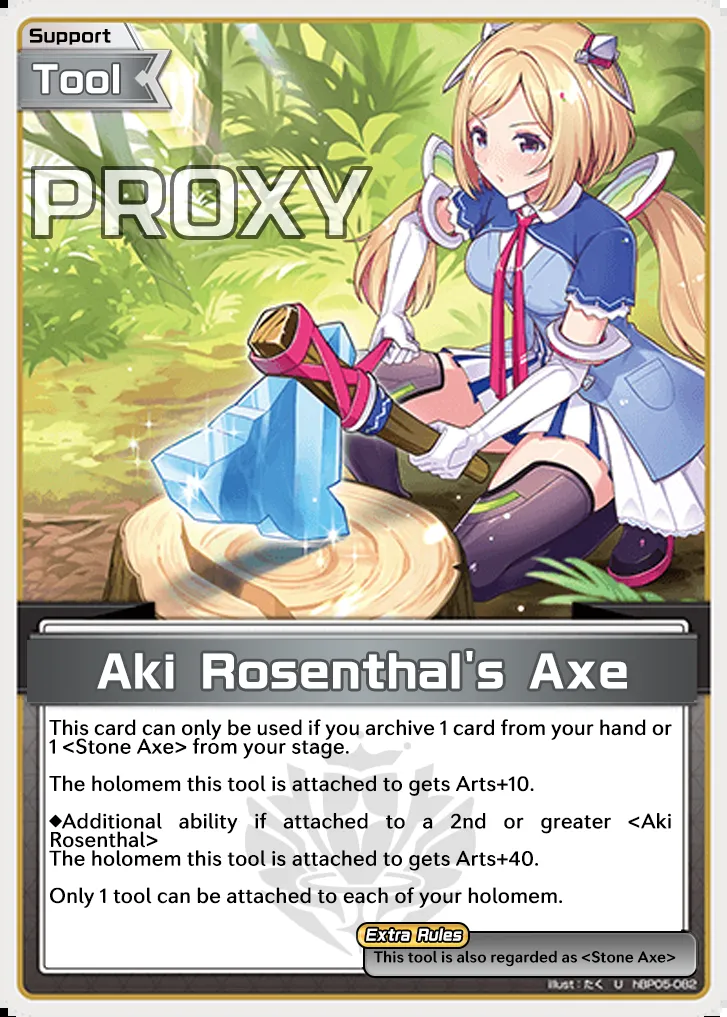 Support
Tool
PROXY
Aki Rosenthal's Axe
This card can only be used if you archive 1 card from your hand or
1 <Stone Axe> from your stage.
The holomem this tool is attached to gets Arts+10.
◆Additional ability if attached to a 2nd or greater <Aki
Rosenthal>
The holomem this tool is attached to gets Arts+40.
Only 1 tool can be attached to each of your holomem.
Extra Rules
This tool is also regarded as <Stone Axe>
illust：たく U hBP05-082